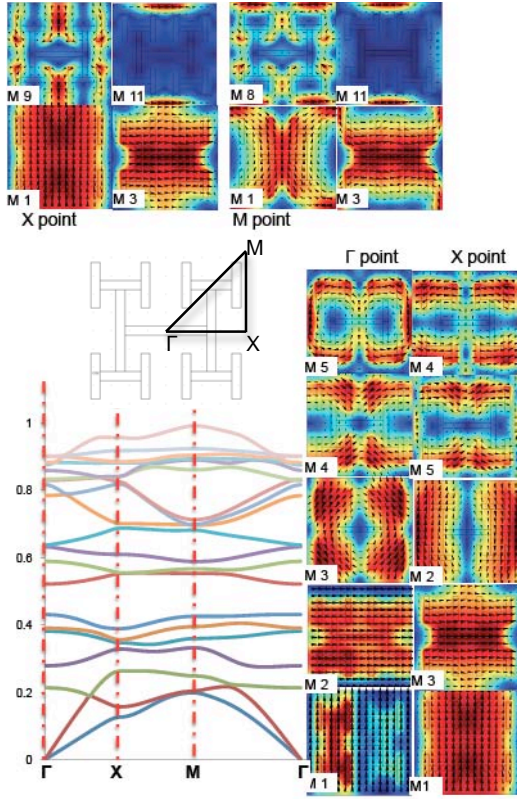 M 9
M 11
M 8
M 11
M 1
M 3
M 1
M 3
X point
M point
M
Γ
X
Γ point
X point
M 5
M 4
M 4
M 5
M 3
M 2
M 2
M 3
M 1
M1
1
0.8
0.6
0.4
0.2
0
Γ
X
M
Γ